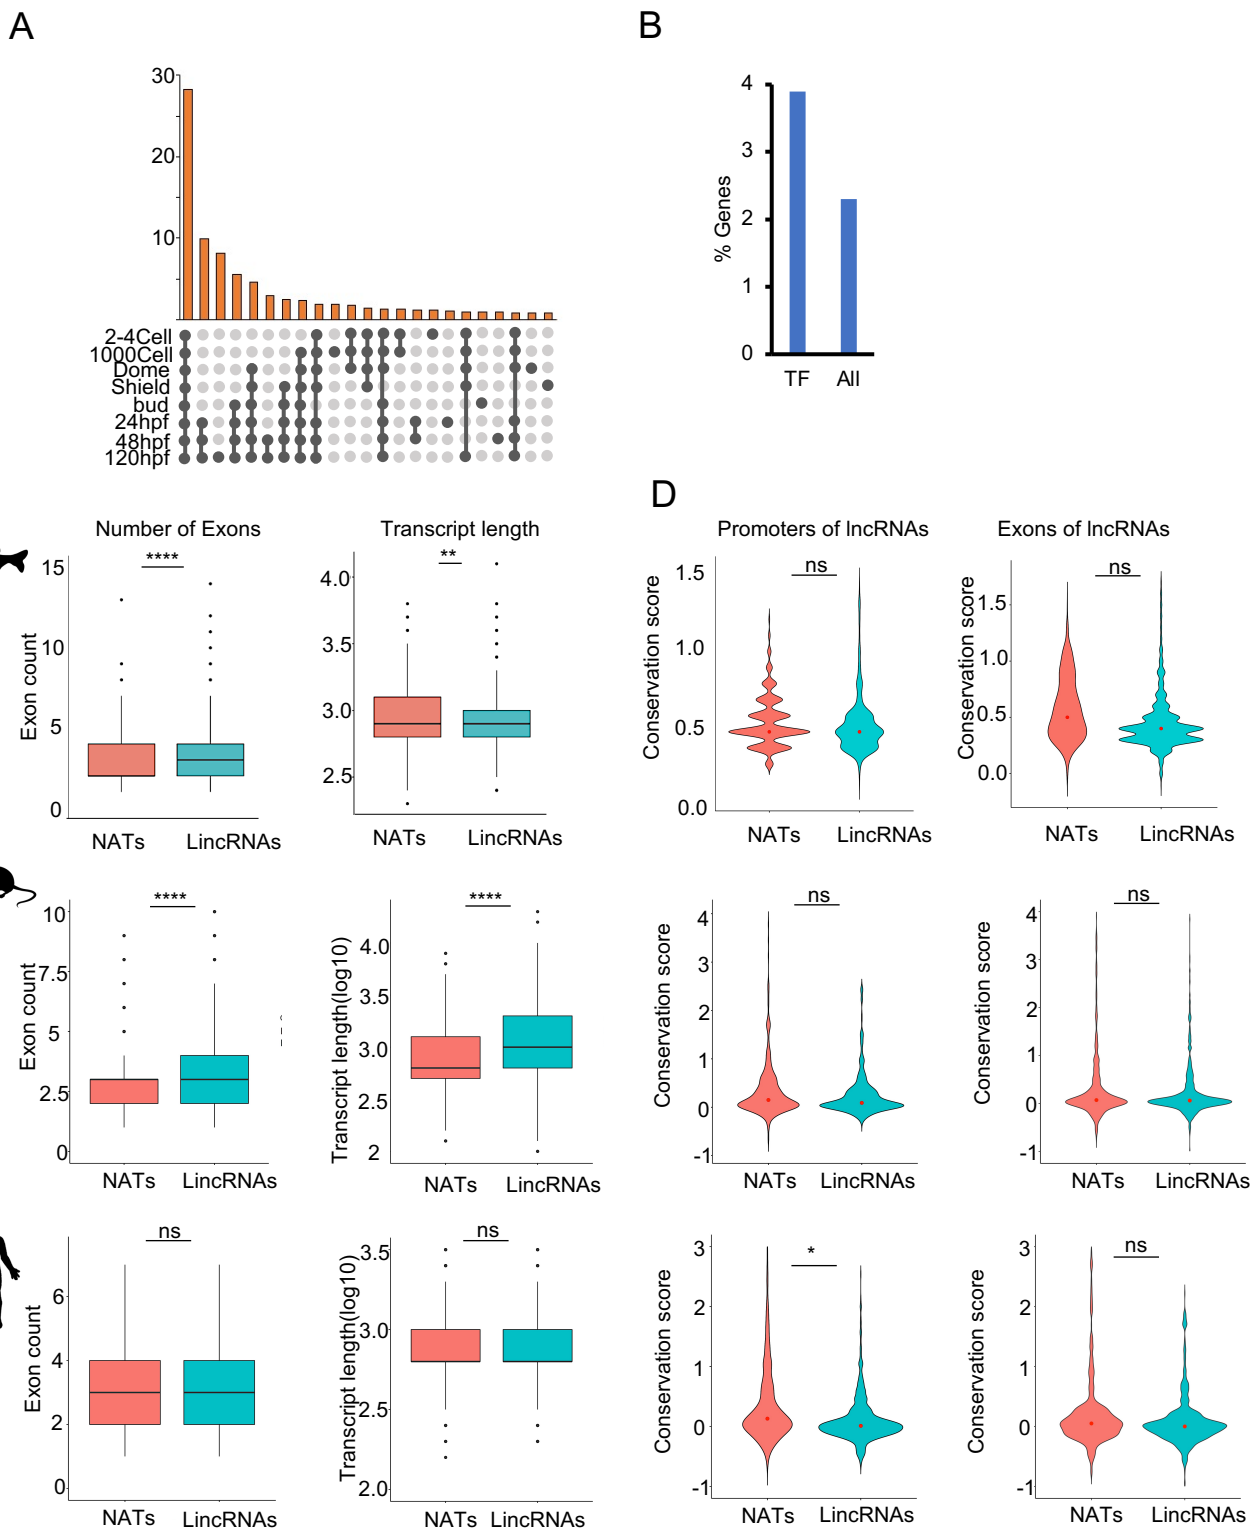 A
B
30
20
10
2-4Cell
1000Cell
Dome
Shield
bud
24hpf
48hpf
120hpf
4
3
2
1
0
% Genes
TF
All
D
Number of Exons
Transcript length
Promoters of lncRNAs
Exons of lncRNAs
****
15
10
5
0
Exon count
NATs
LincRNAs
**
4.0
3.5
3.0
2.5
NATs
LincRNAs
ns
1.5
1.0
0.5
0.0
Conservation score
NATs
LincRNAs
ns
1.5
1.0
0.5
0.0
Conservation score
NATs
LincRNAs
****
10
7.5
5
2.5
0
Exon count
NATs
LincRNAs
****
4.0
3.5
3.0
2.5
2
Transcript length(log10)
NATs
LincRNAs
ns
4
3
2
1
0
-1
Conservation score
NATs
LincRNAs
ns
4
3
2
1
0
-1
Conservation score
NATs
LincRNAs
ns
6
4
2
0
Exon count
NATs
LincRNAs
ns
3.5
3.0
2.5
2.0
Transcript length(log10)
NATs
LincRNAs
*
3
2
1
0
-1
Conservation score
NATs
LincRNAs
ns
3
2
1
0
-1
Conservation score
NATs
LincRNAs